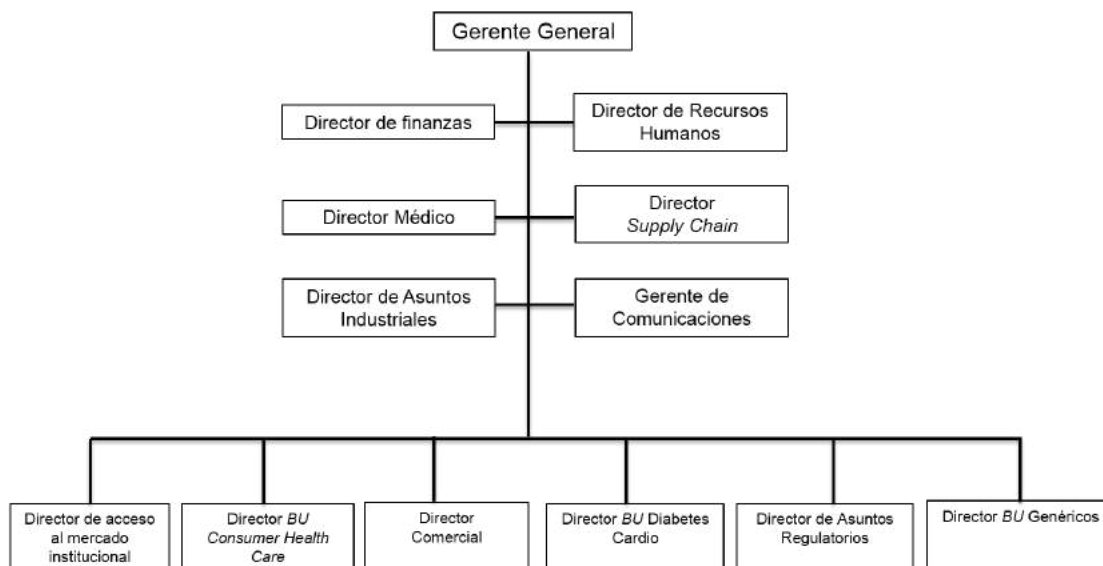 Gerente General
Director de finanzas
Director de Recursos
Humanos
Director Médico
Director
Supply Chain
Director de Asuntos
Industriales
Gerente de
Comunicaciones
Director de acceso
al mercado
institucional
Director BU
Consumer Health
Care
Director
Comercial
Director BU Diabetes
Cardio
Director de Asuntos
Regulatorios
Director BU Genéricos